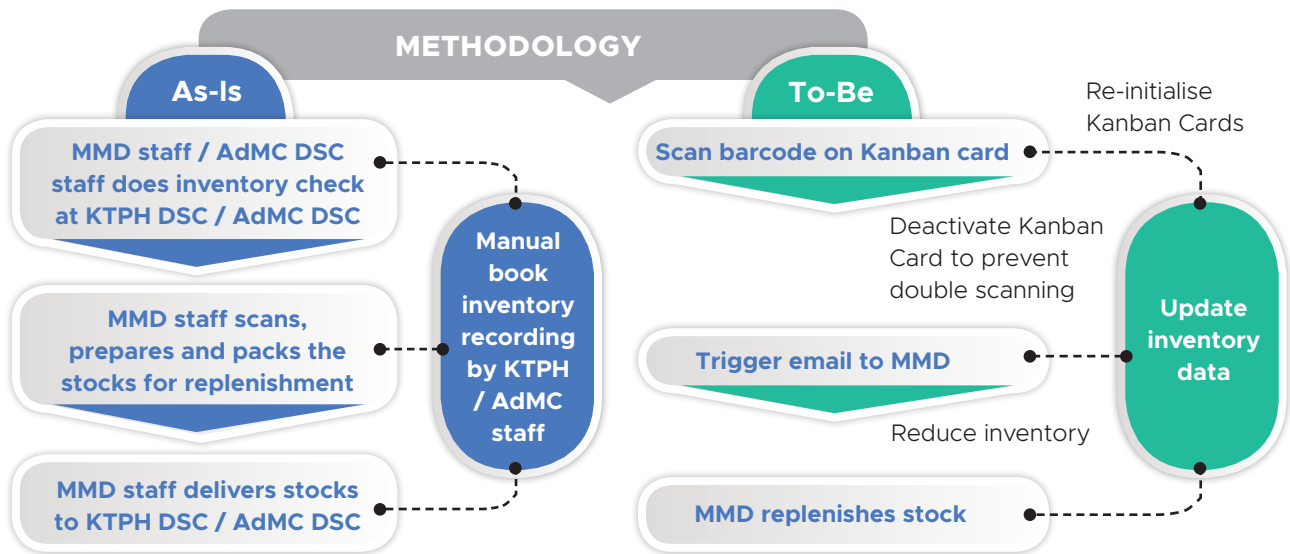 METHODOLOGY
As-Is
MMD staff / AdMC DSC
staff does inventory check
at KTPH DSC / AdMC DSC
MMD staff scans,
prepares and packs the
stocks for replenishment
MMD staff delivers stocks
to KTPH DSC / AdMC DSC
Manual
book
inventory
recording
by KTPH
/ AdMC
staff
To-Be
Scan barcode on Kanban card
Re-initialise
Kanban Cards
Deactivate Kanban
Card to prevent
double scanning
Trigger email to MMD
Reduce inventory
MMD replenishes stock
Update
inventory
data